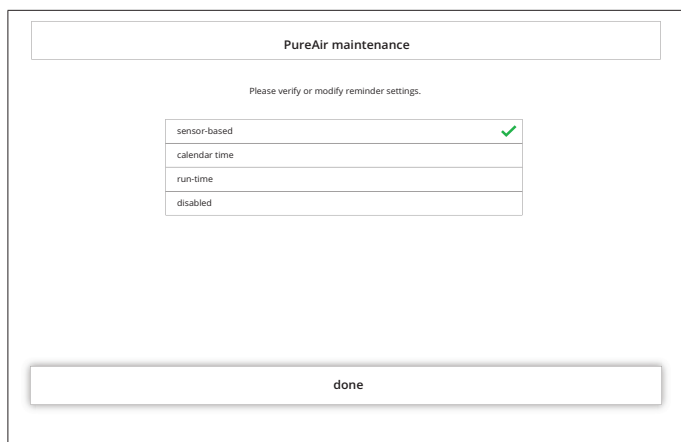 PureAir maintenance
Please verify or modify reminder settings.
sensor-based
calendar time
run-time
disabled
done